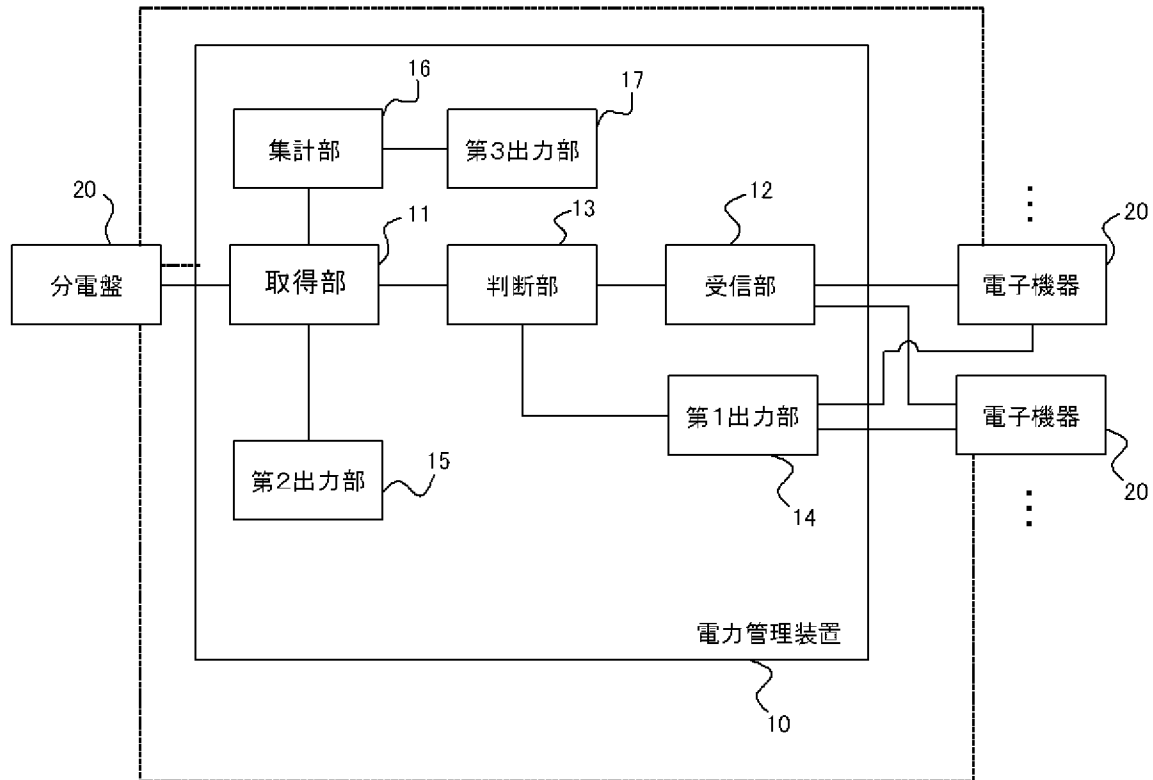 16
17
集計部
第3出力部
20
11
13
12
20
分電盤
取得部
判断部
受信部
電子機器
第1出力部
電子機器
第2出力部
15
14
20
電力管理装置
10